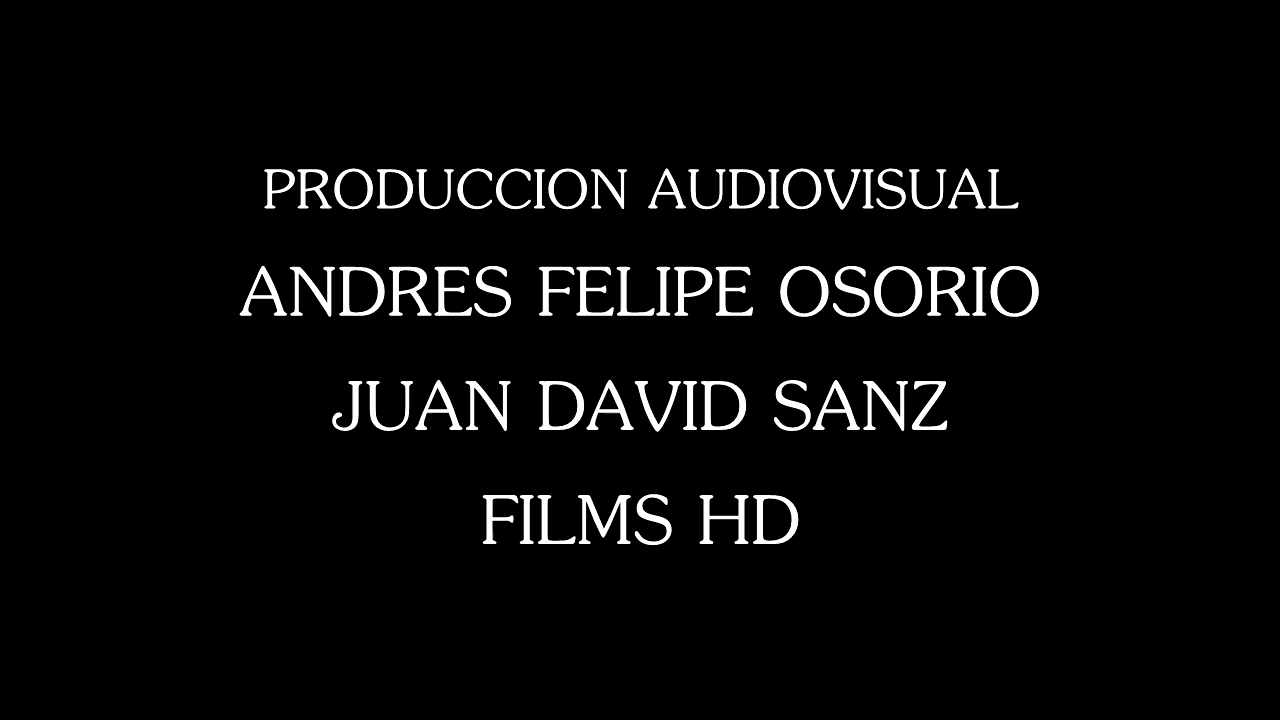 PRODUCCION AUDIOVISUAL
ANDRES FELIPE OSORIO
JUAN DAVID SANZ
FILMS HD